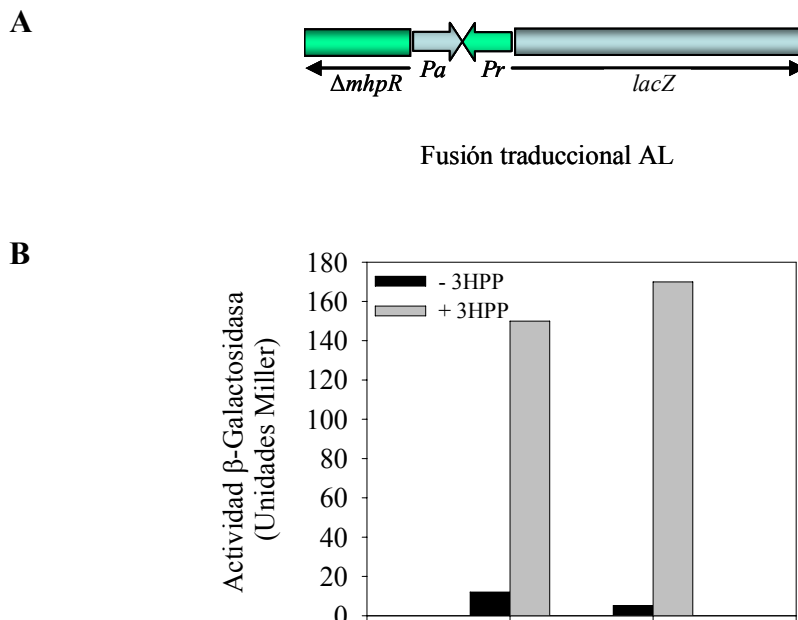 A
ΔmhpR
Pa
Pr
lacZ
Fusión traduccional AL
B
Actividad β-Galactosidasa
(Unidades Miller)
180
160
140
120
100
80
60
40
20
0
- 3HPP
+ 3HPP